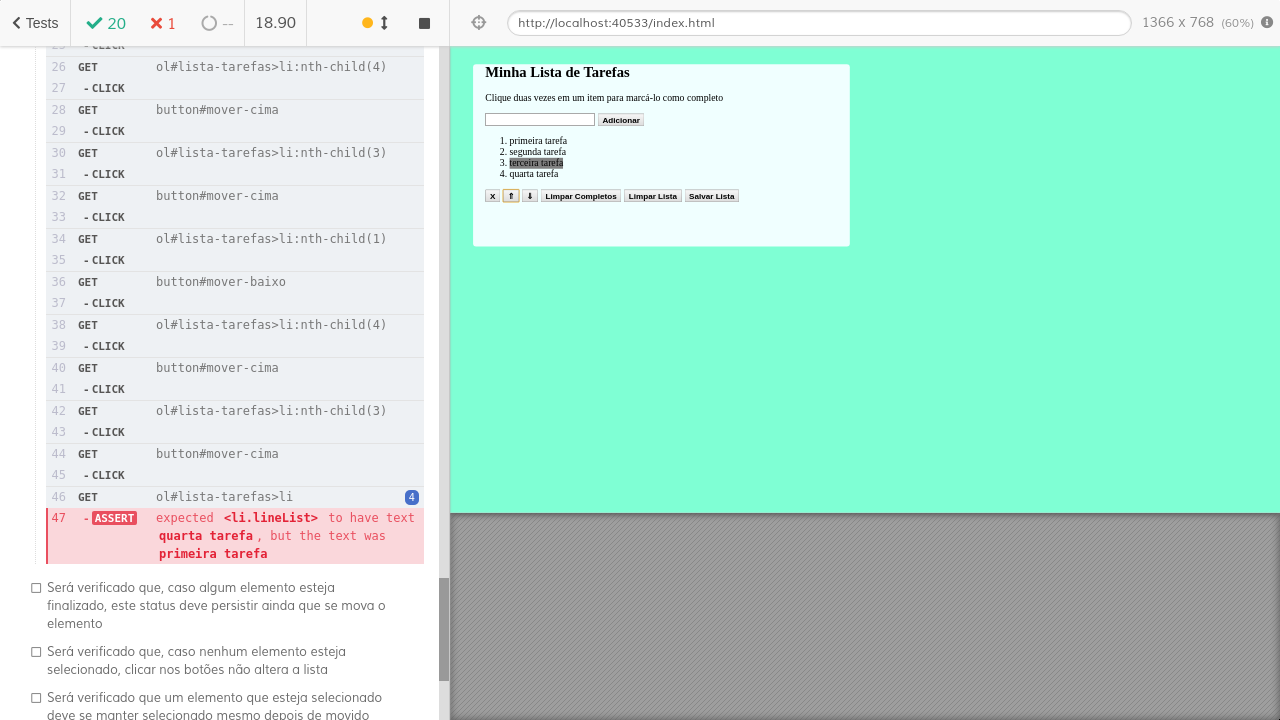 Tests
20
1
--
18.90
http://localhost:40533/index.html
1366 x 768 (60%)
25 - CLICK
26 GET ol#lista-tarefas>li:nth-child(4)
27 - CLICK
28 GET button#mover-cima
29 - CLICK
30 GET ol#lista-tarefas>li:nth-child(3)
31 - CLICK
32 GET button#mover-cima
33 - CLICK
34 GET ol#lista-tarefas>li:nth-child(1)
35 - CLICK
36 GET button#mover-baixo
37 - CLICK
38 GET ol#lista-tarefas>li:nth-child(4)
39 - CLICK
40 GET button#mover-cima
41 - CLICK
42 GET ol#lista-tarefas>li:nth-child(3)
43 - CLICK
44 GET button#mover-cima
45 - CLICK
46 GET ol#lista-tarefas>li 4
47 - ASSERT expected <li.lineList> to have text
quarta tarefa, but the text was
primeira tarefa
Será verificado que, caso algum elemento esteja
finalizado, este status deve persistir ainda que se mova o
elemento
Será verificado que, caso nenhum elemento esteja
selecionado, clicar nos botões não altera a lista
Será verificado que um elemento que esteja selecionado
deve se manter selecionado mesmo depois de movido
Minha Lista de Tarefas
Clique duas vezes em um item para marcá-lo como completo
Adicionar
1. primeira tarefa
2. segunda tarefa
3. terceira tarefa
4. quarta tarefa
X ⇑ ⇓ Limpar Completos Limpar Lista Salvar Lista